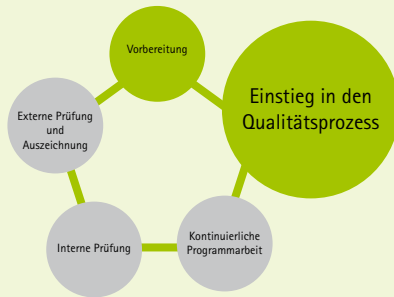 Vorbereitung
Einstieg in den
Qualitätsprozess
Externe Prüfung
und
Auszeichnung
Interne Prüfung
Kontinuierliche
Programmarbeit